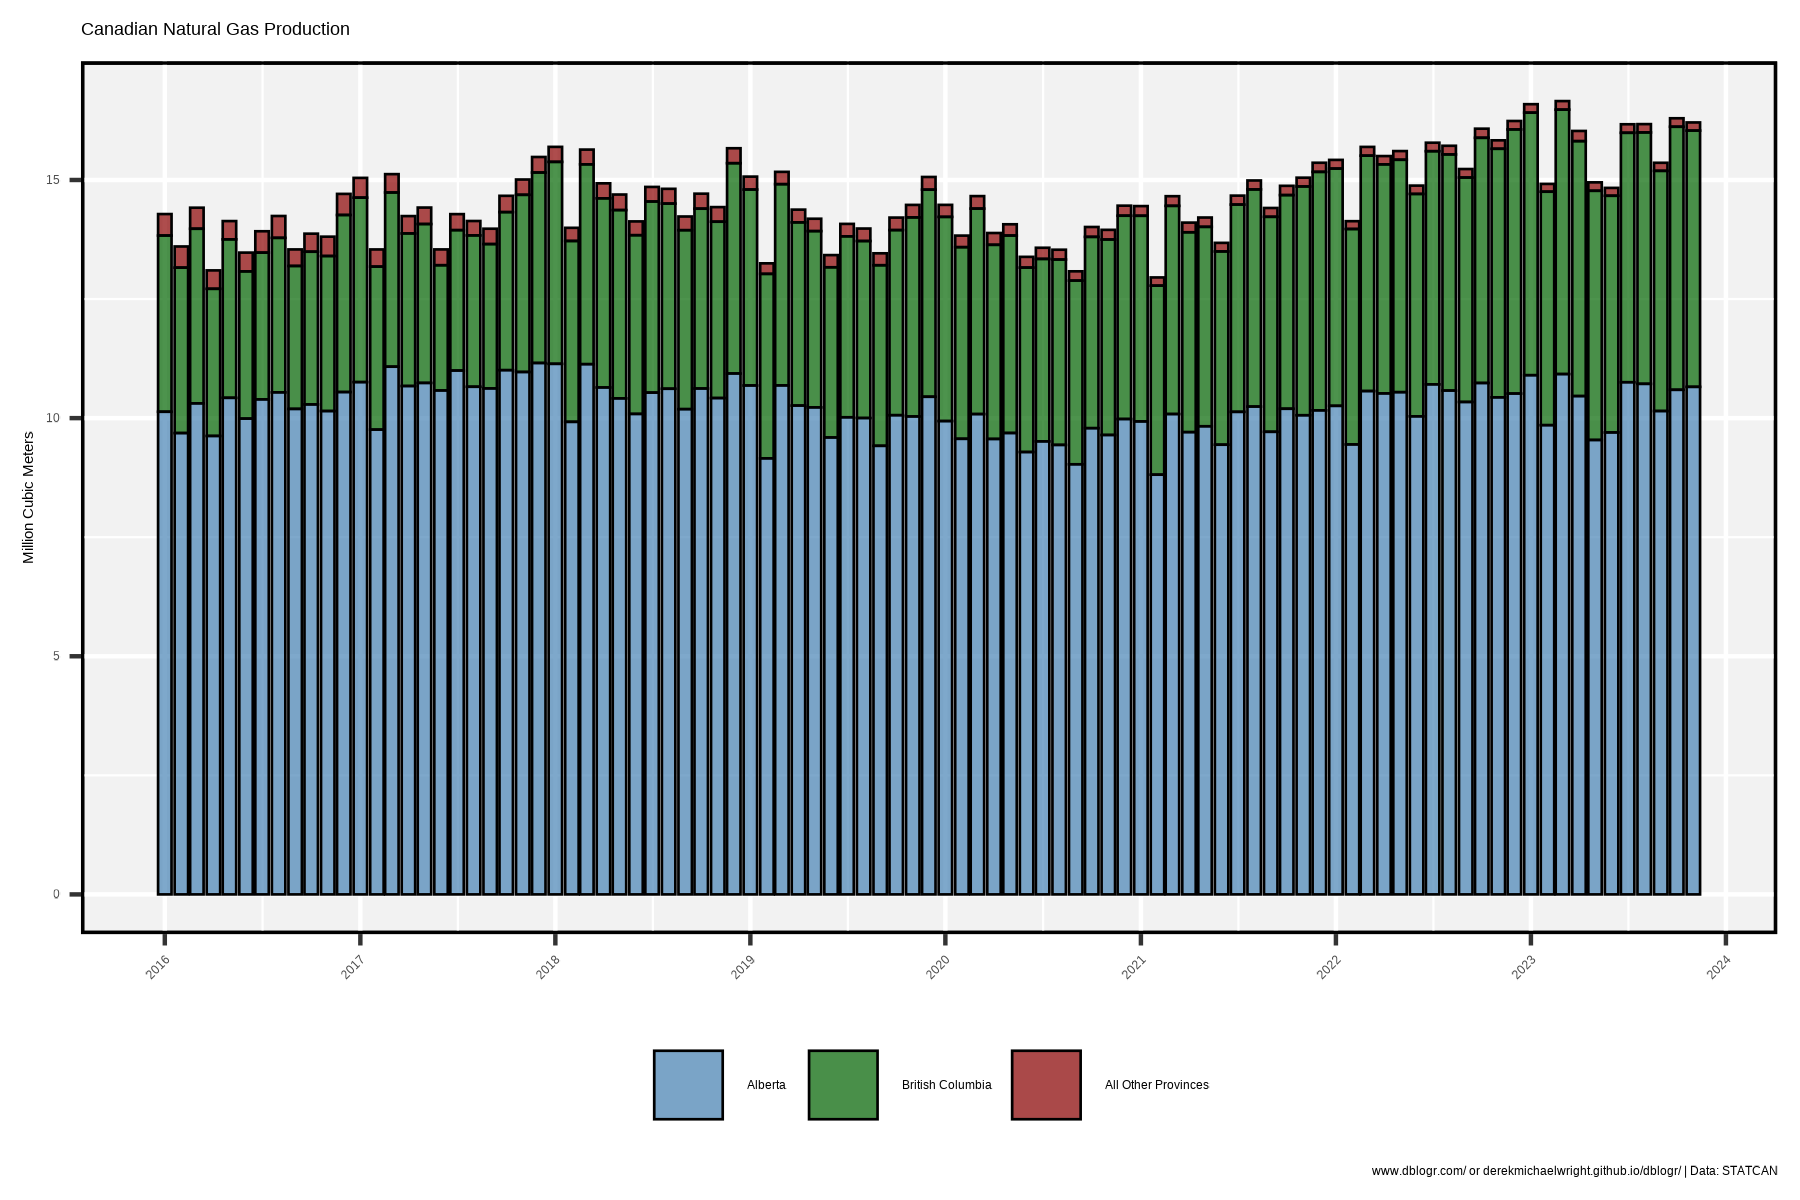 Canadian Natural Gas Production
Million Cubic Meters
15
10
5
0
2016
2017
2018
2019
2020
2021
2022
2023
2024
Alberta
British Columbia
All Other Provinces
www.dblogr.com/ or derekmichaelwright.github.io/dblogr/ | Data: STATCAN